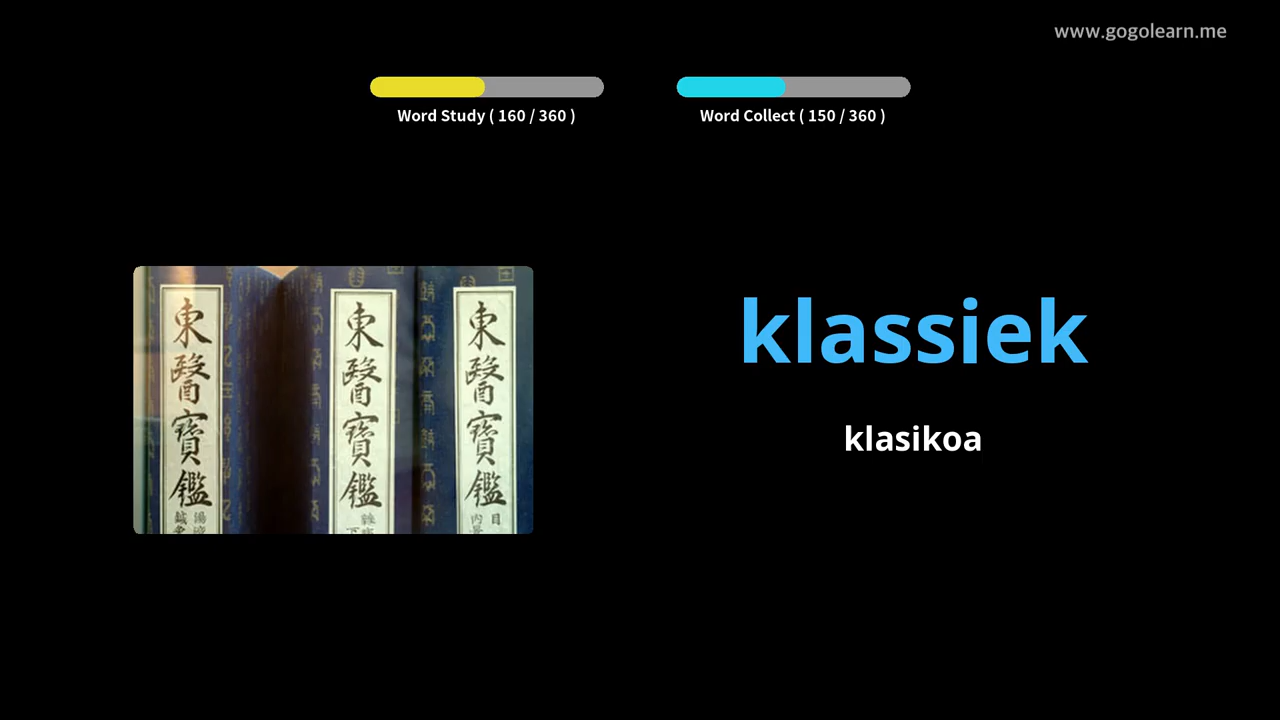 www.gogolearn.me
Word Study ( 160 / 360 )
Word Collect ( 150 / 360 )
東醫寶鑑
東醫寶鑑
東醫寶鑑
klassiek
klasikoa